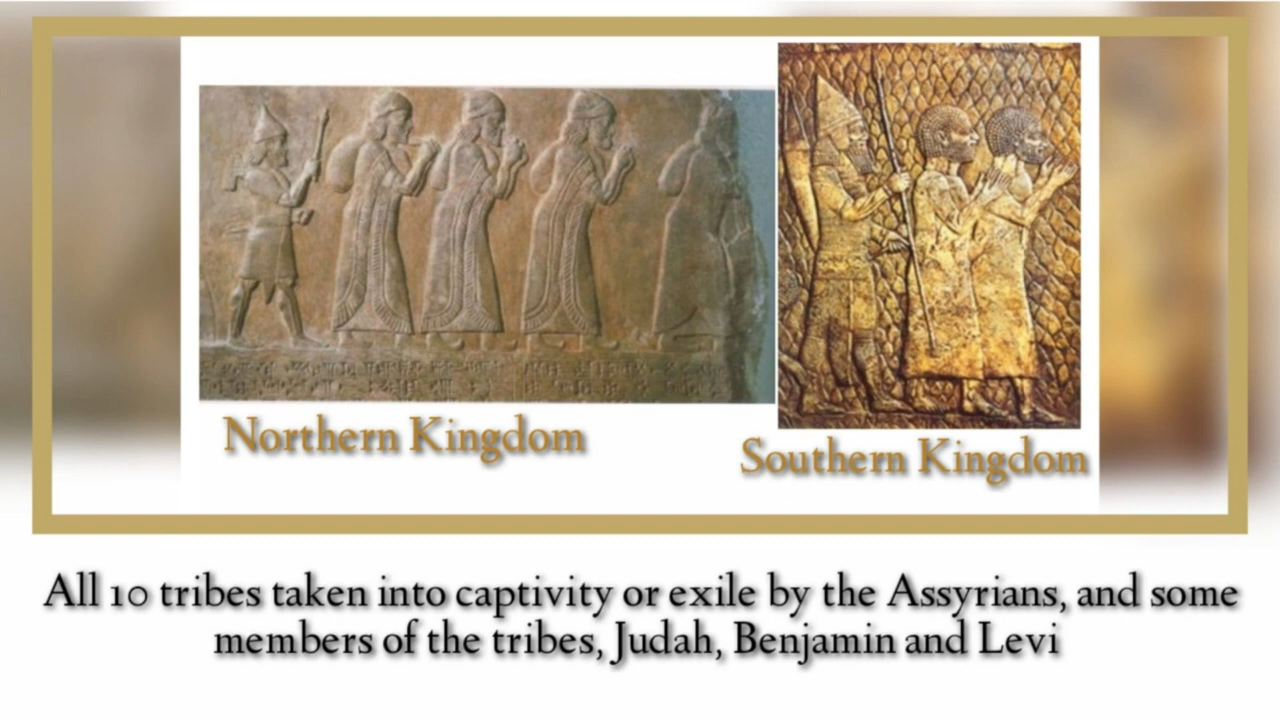 Northern Kingdom
Southern Kingdom
All 10 tribes taken into captivity or exile by the Assyrians, and some
members of the tribes, Judah, Benjamin and Levi